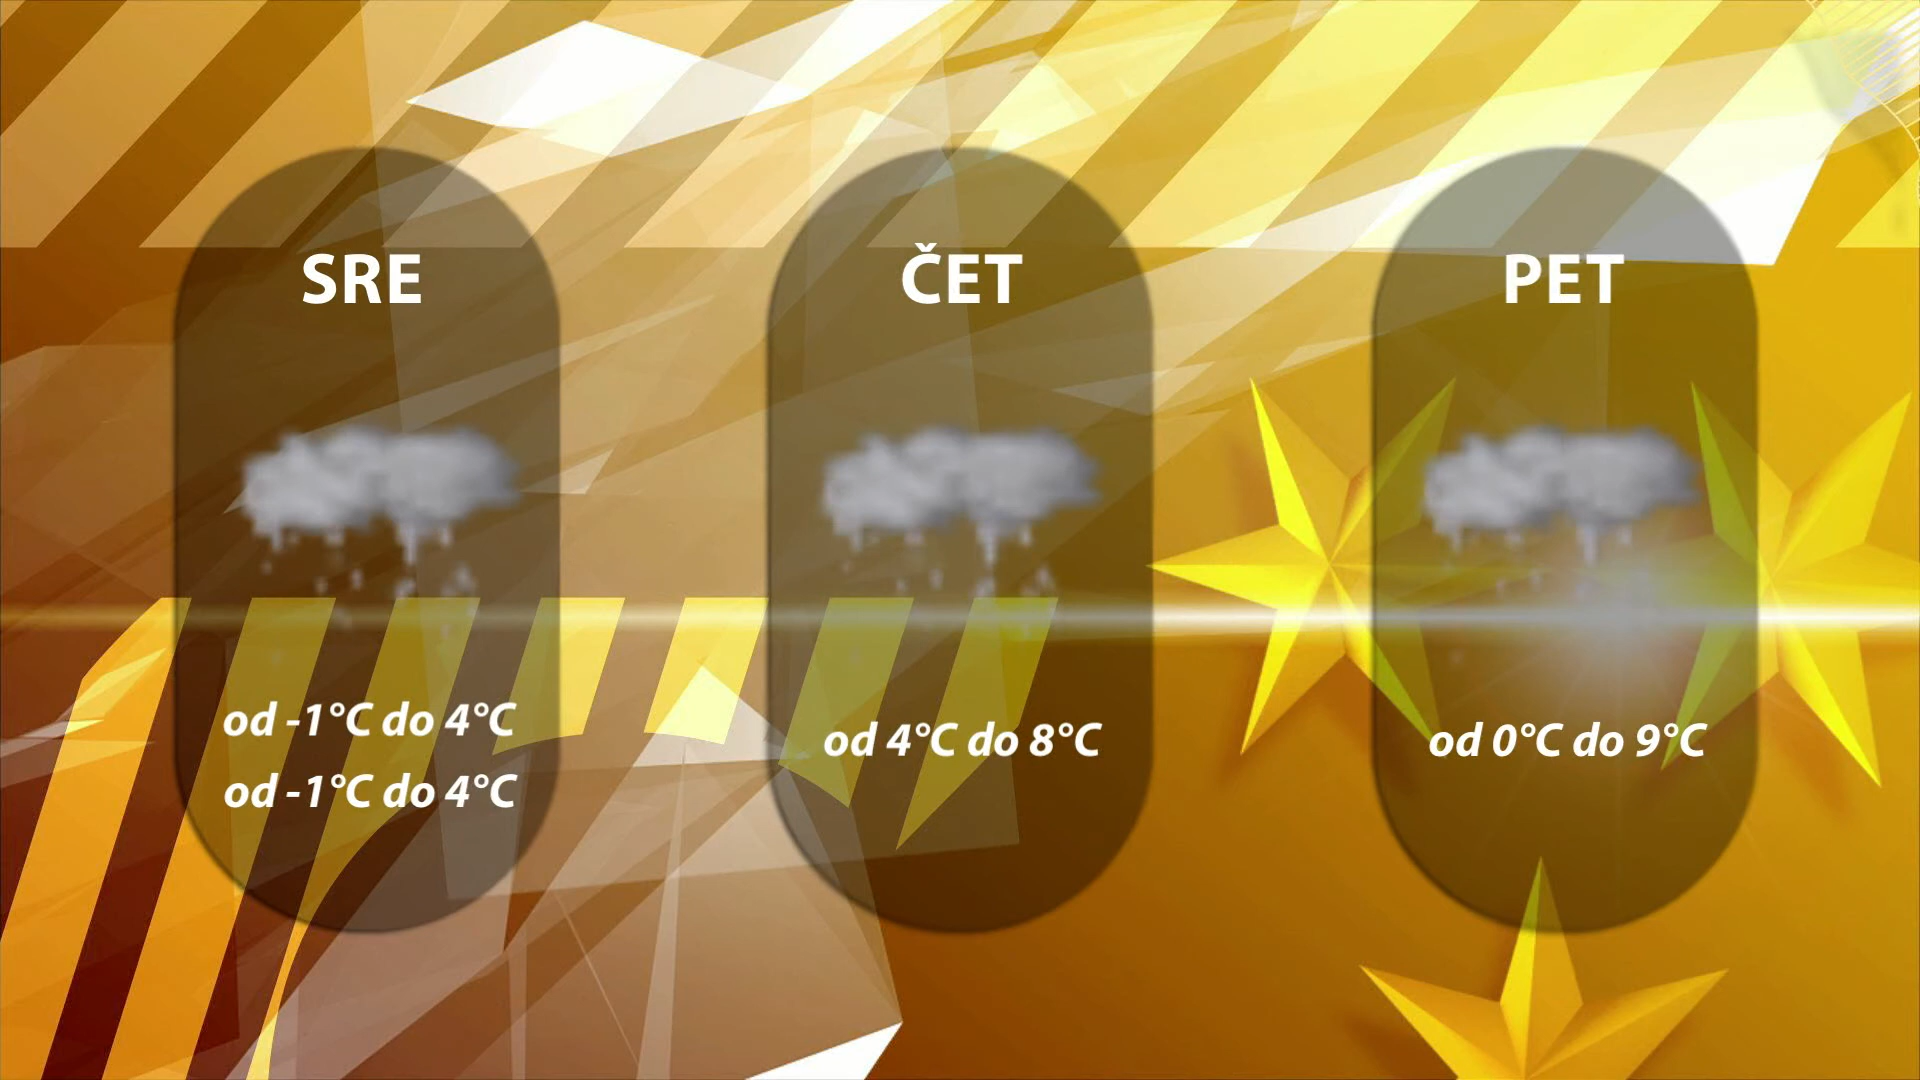 SRE
od -1°C do 4°C
od -1°C do 4°C
ČET
od 4°C do 8°C
PET
od 0°C do 9°C